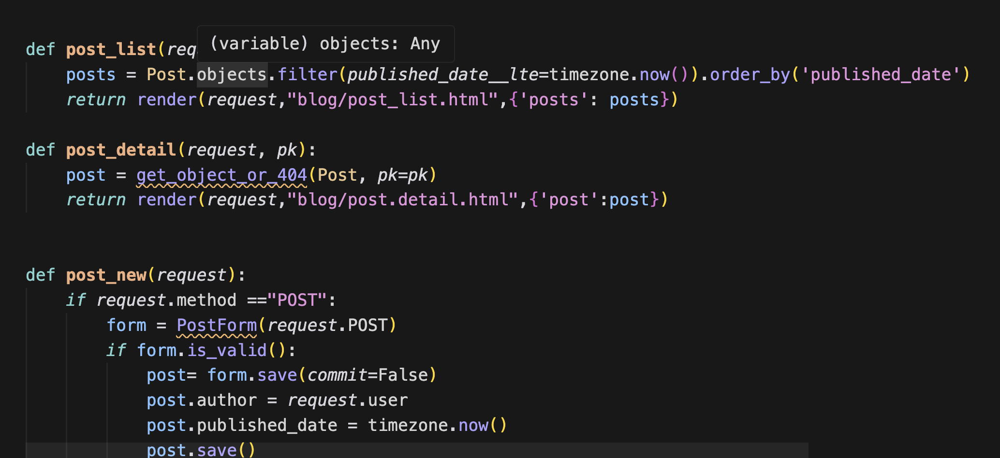 (variable) objects: Any
def post_list(req
    posts = Post.objects.filter(published_date__lte=timezone.now()).order_by('published_date')
    return render(request,"blog/post_list.html",{'posts': posts})
def post_detail(request, pk):
    post = get_object_or_404(Post, pk=pk)
    return render(request,"blog/post.detail.html",{'post':post})
def post_new(request):
    if request.method =="POST":
        form = PostForm(request.POST)
        if form.is_valid():
            post= form.save(commit=False)
            post.author = request.user
            post.published_date = timezone.now()
            post.save()